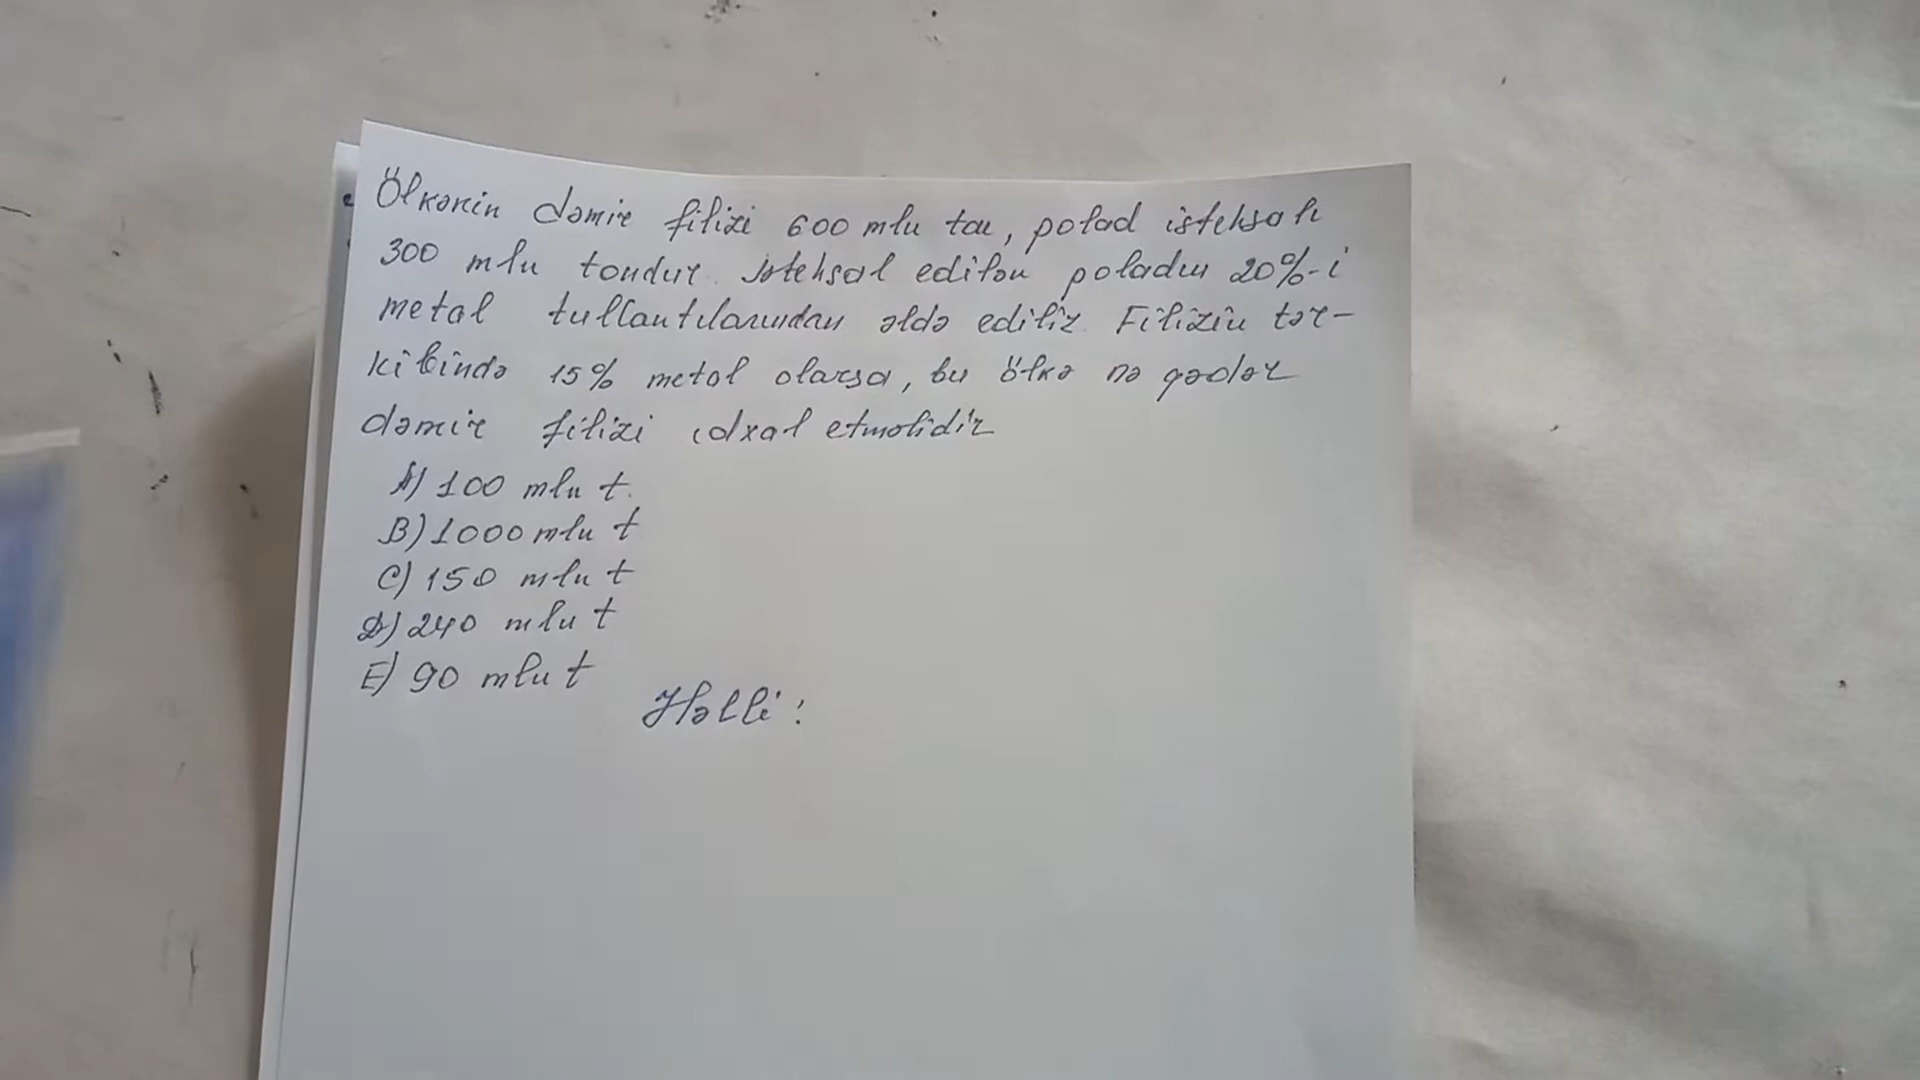 Ölkənin dəmir filizi 600 mln ton, polad istehsalı
300 mln tondur. İstehsal edilən poladın 20%-i
metal tullantılarından əldə edilir. Filizin tər-
kibində 15% metal olarsa, bu ölkə nə qədər
dəmir filizi idxal etməlidir
A) 100 mln t.
B) 1000 mln t
C) 150 mln t
D) 240 mln t
E) 90 mln t
Həlli: